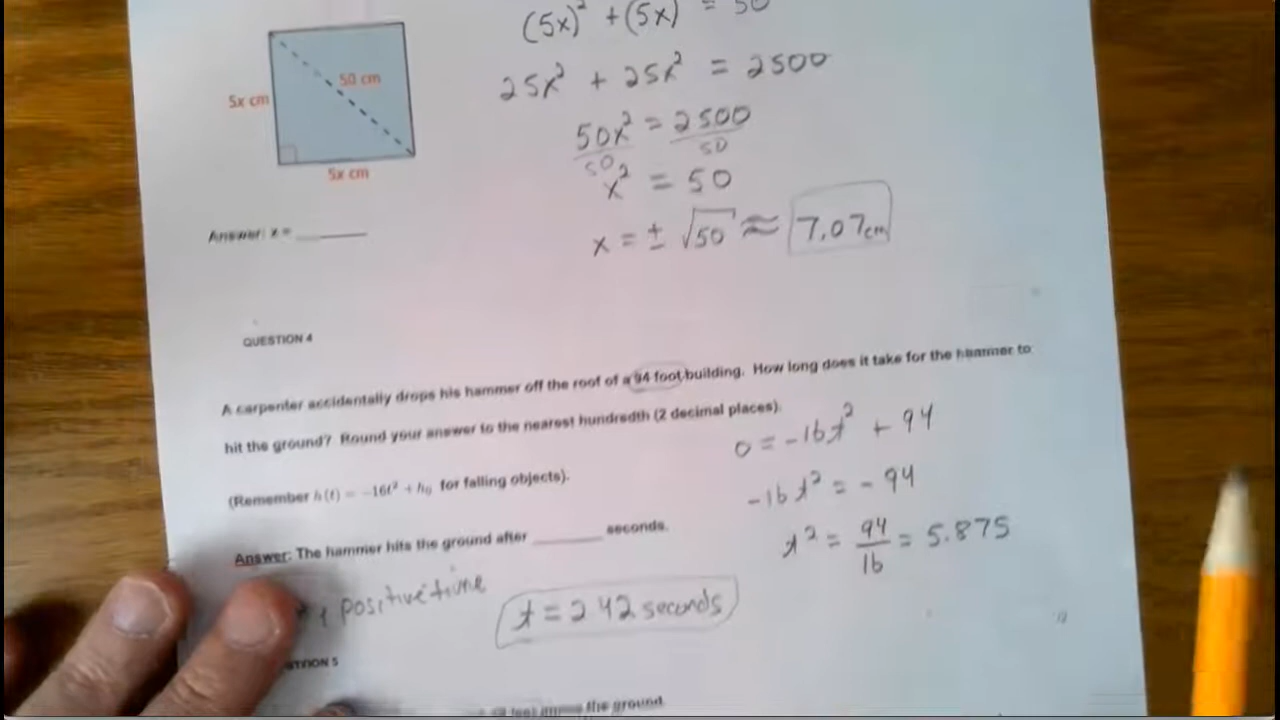 (5x)² + (5x) = 50
50 cm
5x cm
5x cm
25x² + 25x² = 2500
50x² = 2500
50 50
x² = 50
x = ± √50 ≈ 7.07cm
Answer: x =
QUESTION 4
A carpenter accidentally drops his hammer off the roof of a 94 foot building. How long does it take for the hammer to
hit the ground? Round your answer to the nearest hundredth (2 decimal places).
(Remember h(t) = -16t² + h₀ for falling objects).
Answer: The hammer hits the ground after ______ seconds.
0 = -16t² + 94
-16t² = - 94
t² = 94/16 = 5.875
positive time
t = 2.42 seconds
STION 5
the ground